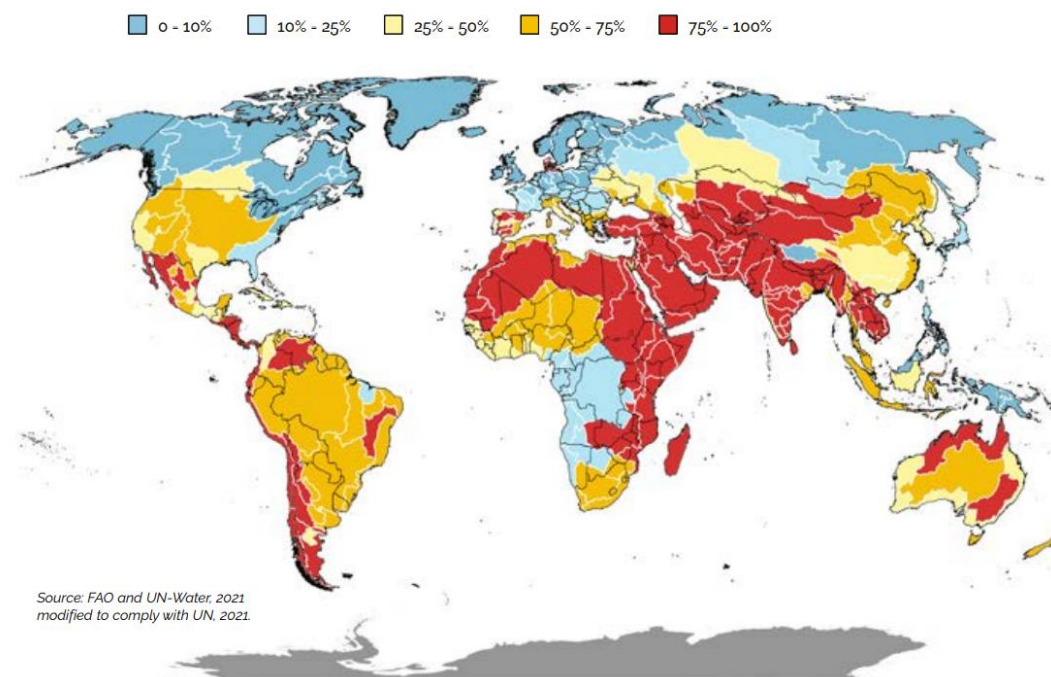 0 - 10% 10% - 25% 25% - 50% 50% - 75% 75% - 100%
Source: FAO and UN-Water, 2021
modified to comply with UN, 2021.